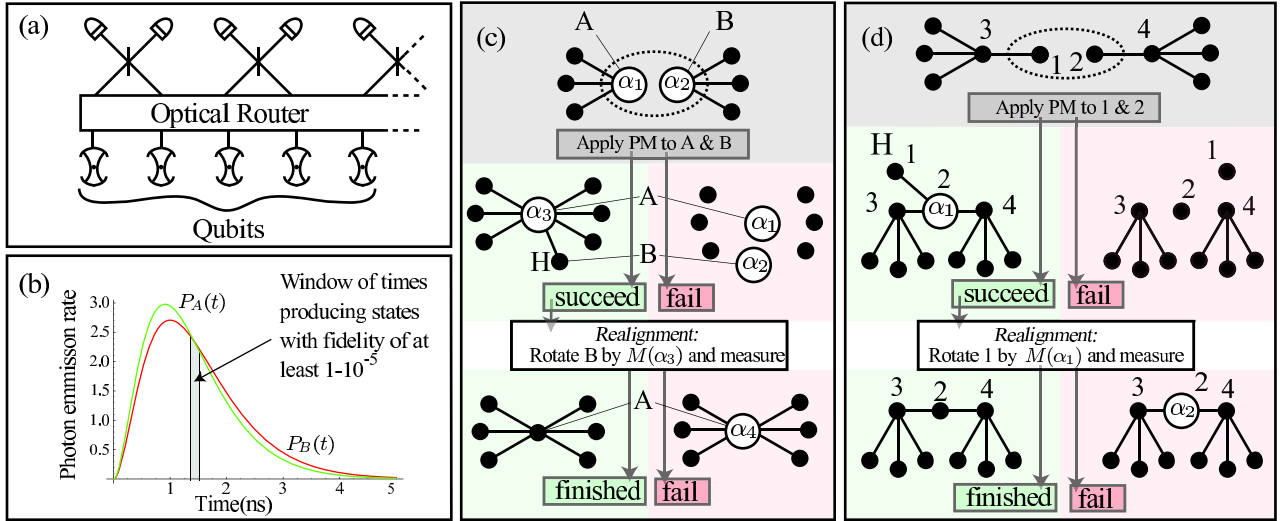 (a)
Optical Router
Qubits
(b)
Photon emmisson rate
3.0
2.5
2.0
1.5
1.0
0.5
P_A(t)
P_B(t)
Window of times
producing states
with fidelity of at
least 1-10^-5
1 2 3 4 5
Time(ns)
(c)
A B
α1 α2
Apply PM to A & B
α3 A α1
H B α2
succeed fail
Realignment:
Rotate B by M(α3) and measure
A
α4
finished fail
(d)
3 4
1 2
Apply PM to 1 & 2
H
1 2
3 α1 4
1
3 2 4
succeed fail
Realignment:
Rotate 1 by M(α1) and measure
3 2 4
3 2 4
α2
finished fail